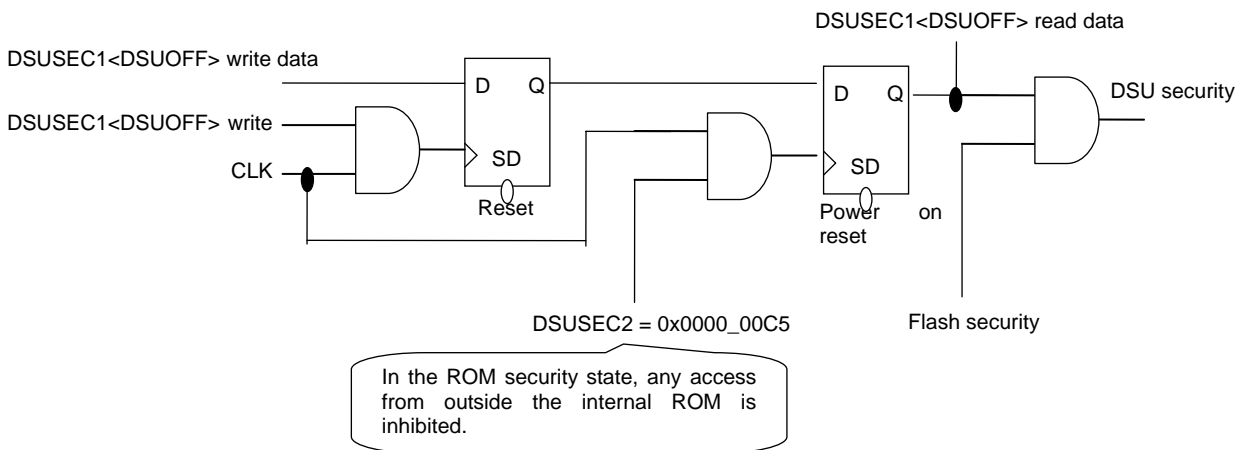 DSUSEC1<DSUOFF> read data
DSUSEC1<DSUOFF> write data
D Q
D Q
DSU security
DSUSEC1<DSUOFF> write
CLK
SD
SD
Reset
Power on
reset
DSUSEC2 = 0x0000_00C5
Flash security
In the ROM security state, any access
from outside the internal ROM is
inhibited.